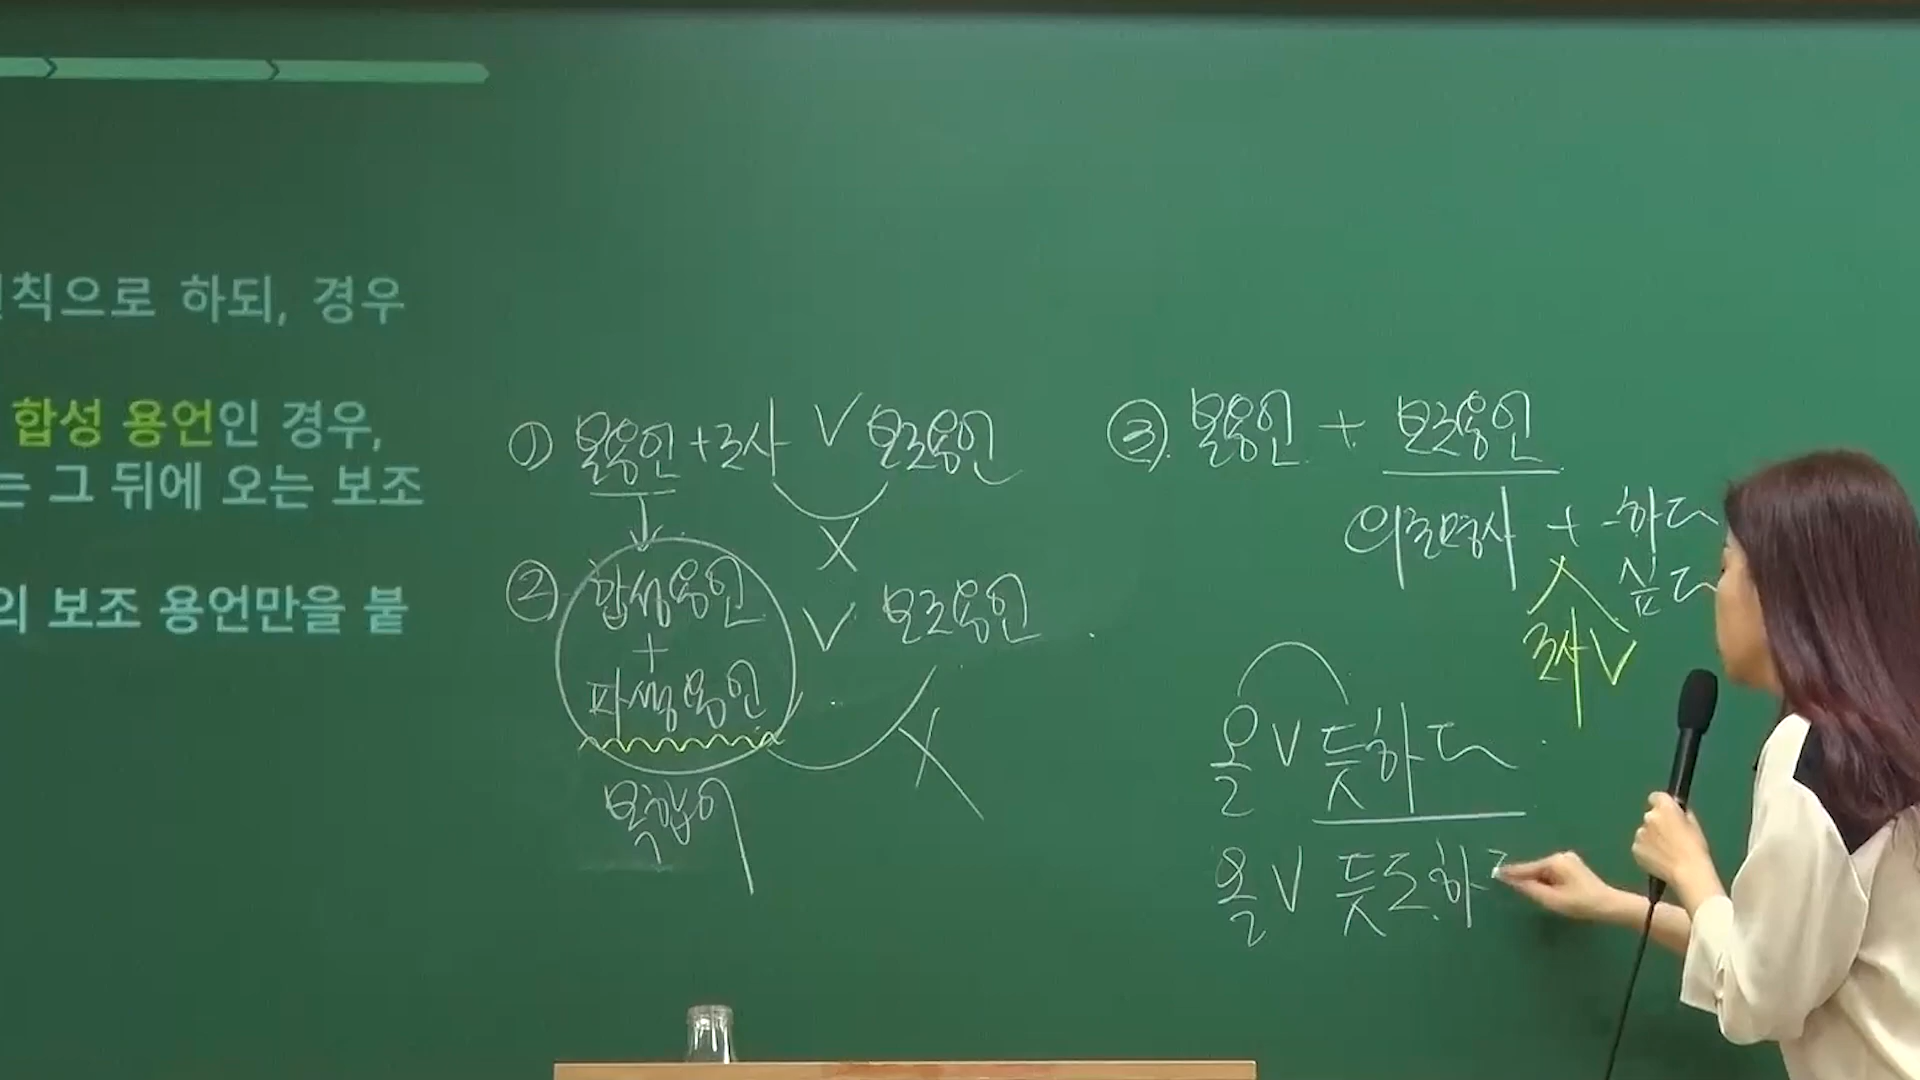 칙으로 하되, 경우
합성 용언인 경우,
는 그 뒤에 오는 보조
의 보조 용언만을 붙
① 본용언 + 조사 ∨ 보조용언
X
② 합성용언 ∨ 보조용언
+
파생용언
X
복합어
③ 본용언 + 보조용언
의존명사 + -하다
싶다
조사 ∨
올 ∨ 듯하다
올 ∨ 듯도하